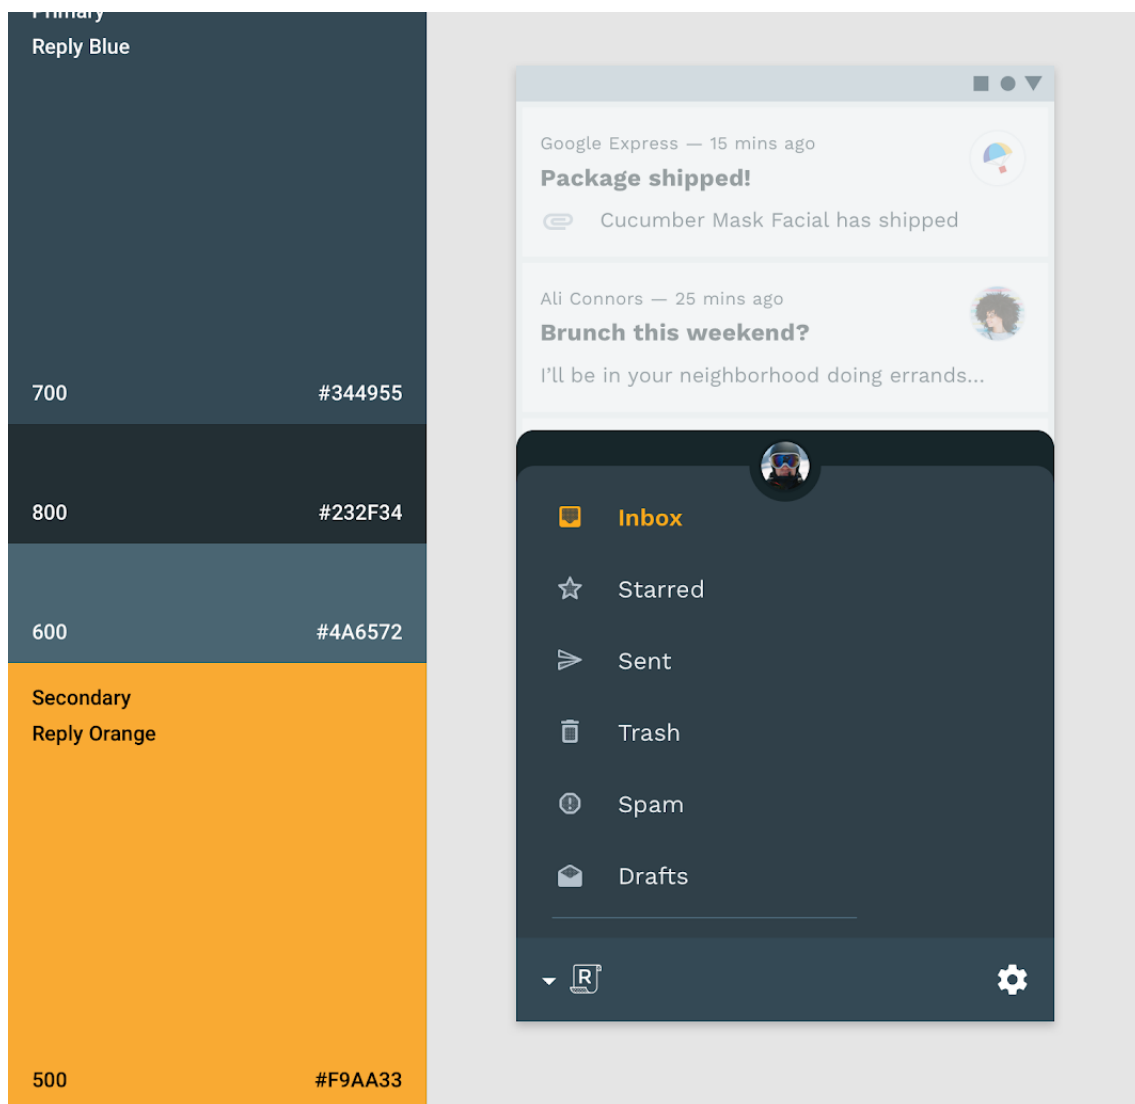 Primary
Reply Blue
700 #344955
800 #232F34
600 #4A6572
Secondary
Reply Orange
500 #F9AA33
Google Express — 15 mins ago
Package shipped!
Cucumber Mask Facial has shipped
Ali Connors — 25 mins ago
Brunch this weekend?
I’ll be in your neighborhood doing errands...
Inbox
Starred
Sent
Trash
Spam
Drafts
R